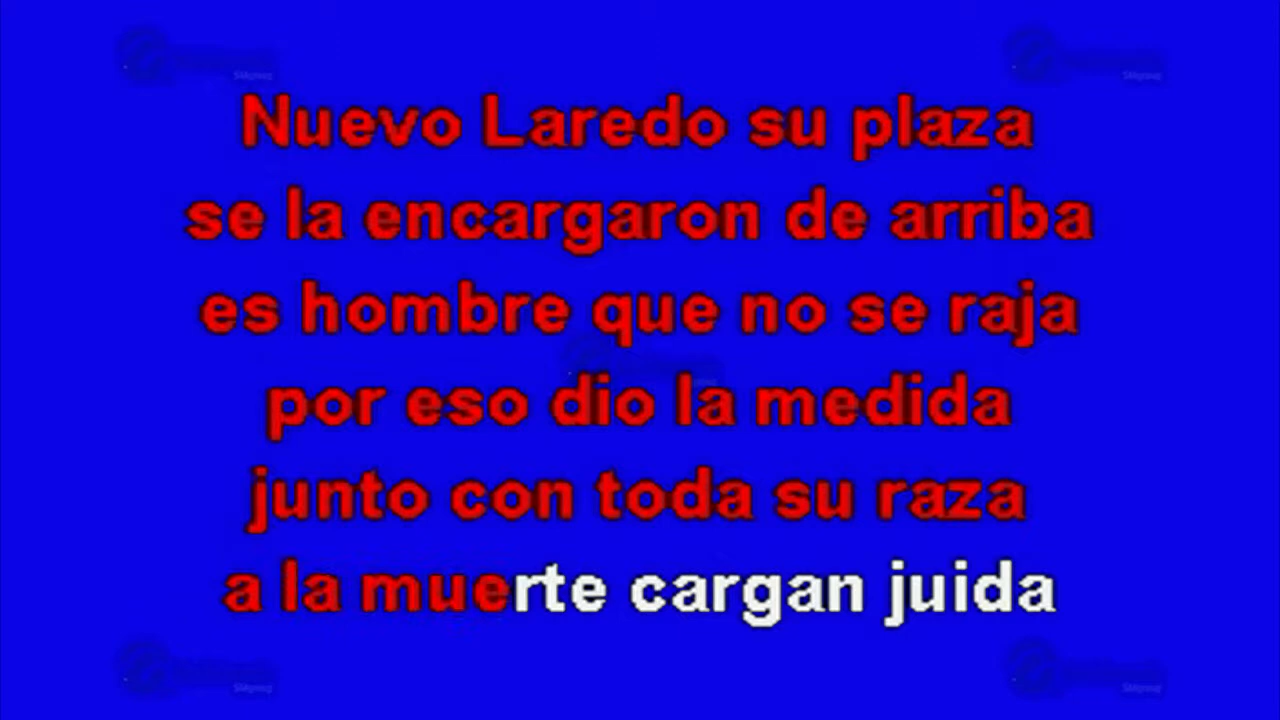 Nuevo Laredo su plaza
se la encargaron de arriba
es hombre que no se raja
por eso dio la medida
junto con toda su raza
a la muerte cargan juida